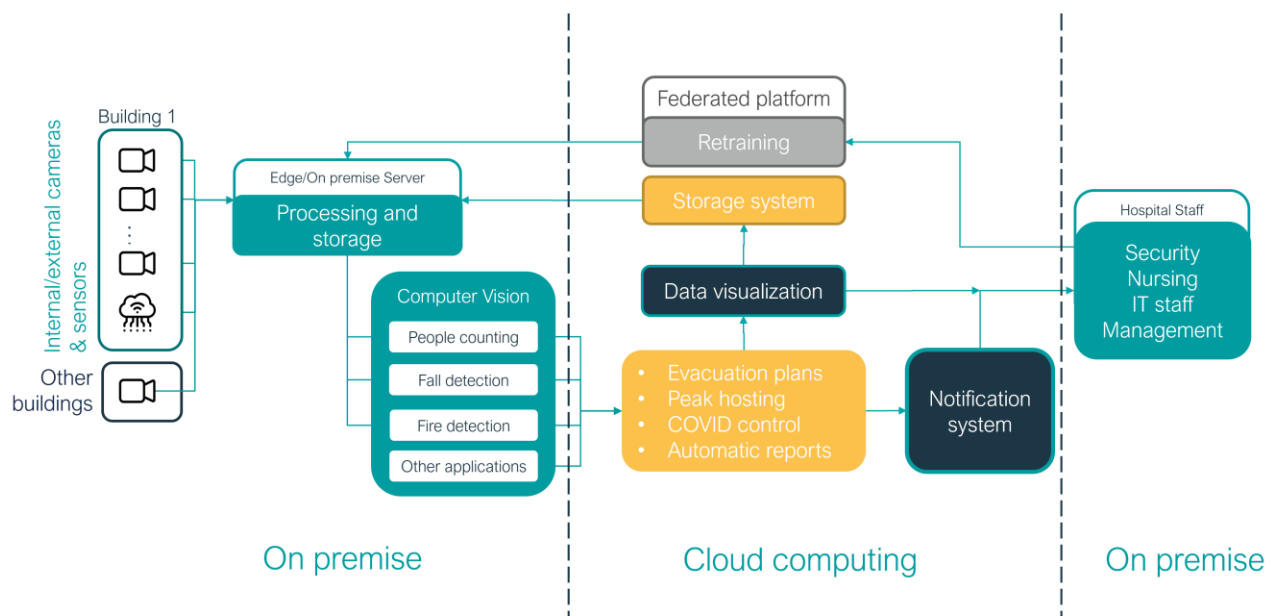 Building 1
Internal/external cameras
& sensors
Other
buildings
Edge/On premise Server
Processing and
storage
Computer Vision
People counting
Fall detection
Fire detection
Other applications
On premise
Federated platform
Retraining
Storage system
Data visualization
• Evacuation plans
• Peak hosting
• COVID control
• Automatic reports
Notification
system
Cloud computing
Hospital Staff
Security
Nursing
IT staff
Management
On premise